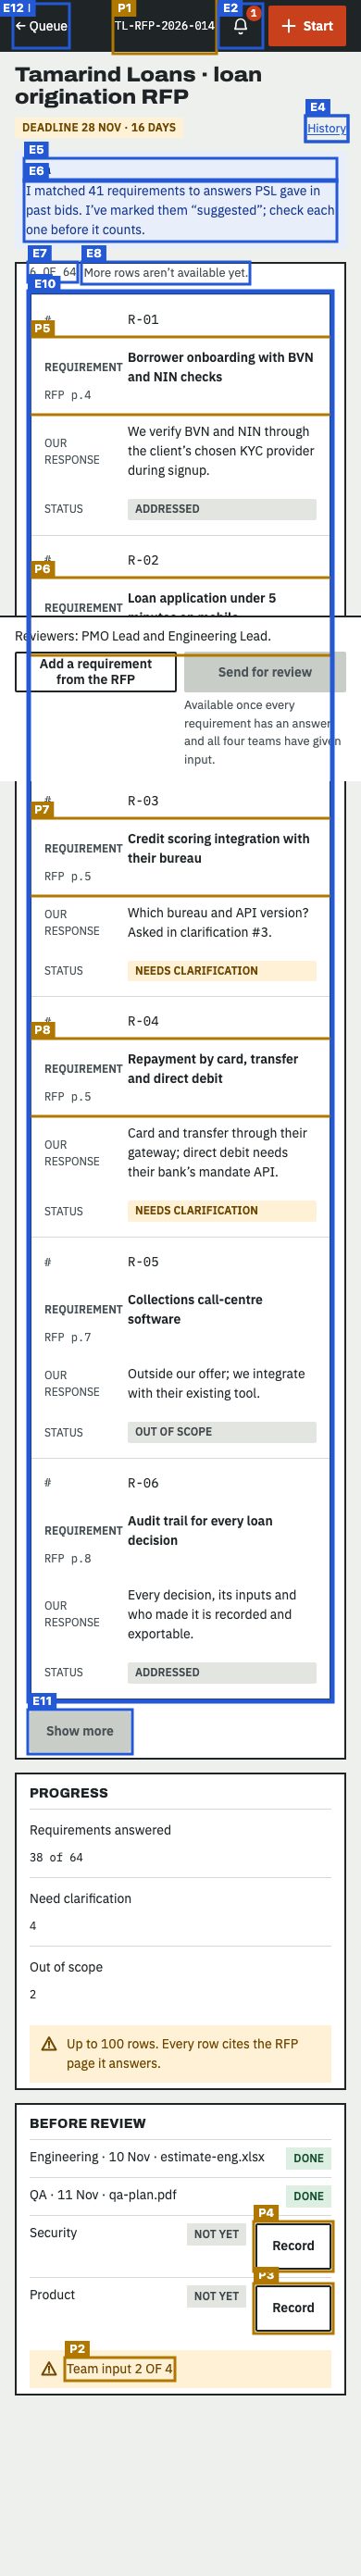 E12
P1
E2
← Queue
TL-RFP-2026-014
1
Start
Tamarind Loans · loan
origination RFP
DEADLINE 28 NOV · 16 DAYS
E4
History
E5
E6
I matched 41 requirements to answers PSL gave in
past bids. I’ve marked them “suggested”; check each
one before it counts.
E7
E8
6 OF 64
More rows aren’t available yet.
E10
#
R-01
P5
REQUIREMENT
Borrower onboarding with BVN
and NIN checks
RFP p.4
OUR
RESPONSE
We verify BVN and NIN through
the client’s chosen KYC provider
during signup.
STATUS
ADDRESSED
#
R-02
P6
REQUIREMENT
Loan application under 5
minutes on mobile
Reviewers: PMO Lead and Engineering Lead.
Add a requirement
from the RFP
Send for review
Available once every
requirement has an answer
and all four teams have given
input.
#
R-03
P7
REQUIREMENT
Credit scoring integration with
their bureau
RFP p.5
OUR
RESPONSE
Which bureau and API version?
Asked in clarification #3.
STATUS
NEEDS CLARIFICATION
#
R-04
P8
REQUIREMENT
Repayment by card, transfer
and direct debit
RFP p.5
OUR
RESPONSE
Card and transfer through their
gateway; direct debit needs
their bank’s mandate API.
STATUS
NEEDS CLARIFICATION
#
R-05
REQUIREMENT
Collections call-centre
software
RFP p.7
OUR
RESPONSE
Outside our offer; we integrate
with their existing tool.
STATUS
OUT OF SCOPE
#
R-06
REQUIREMENT
Audit trail for every loan
decision
RFP p.8
OUR
RESPONSE
Every decision, its inputs and
who made it is recorded and
exportable.
STATUS
ADDRESSED
E11
Show more
PROGRESS
Requirements answered
38 of 64
Need clarification
4
Out of scope
2
Up to 100 rows. Every row cites the RFP
page it answers.
BEFORE REVIEW
Engineering · 10 Nov · estimate-eng.xlsx
DONE
QA · 11 Nov · qa-plan.pdf
DONE
P4
Security
NOT YET
Record
P3
Product
NOT YET
Record
P2
Team input 2 OF 4